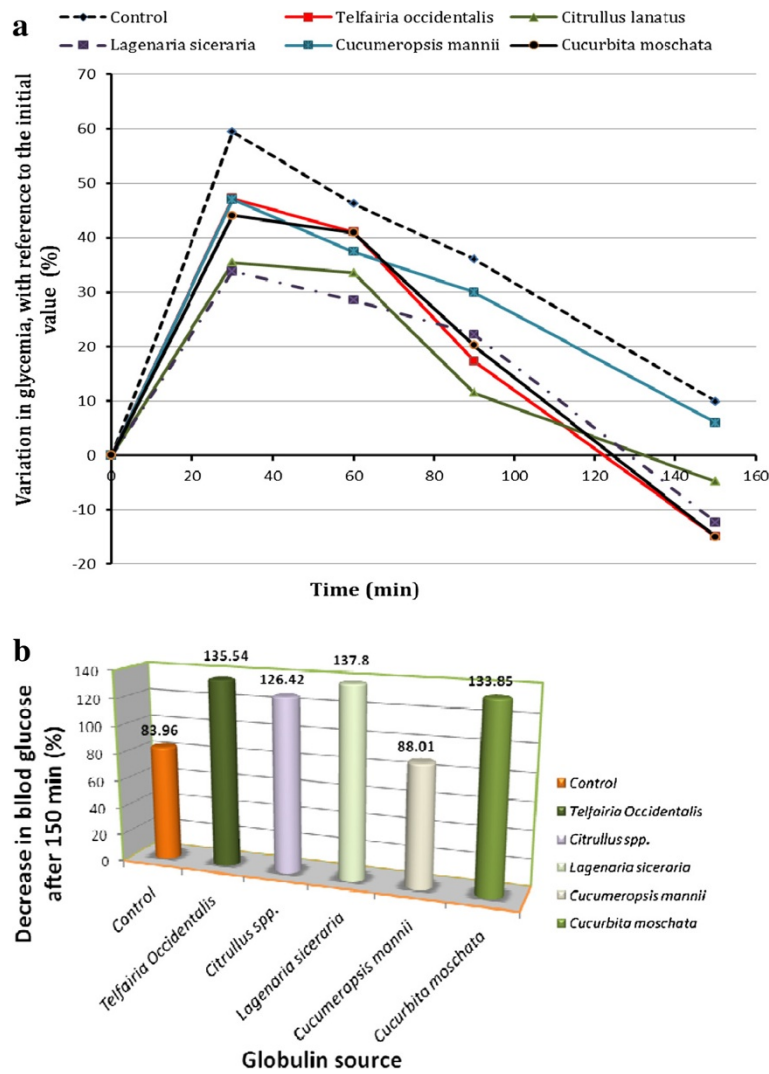 a
Control
Telfairia occidentalis
Citrullus lanatus
Lagenaria siceraria
Cucumeropsis mannii
Cucurbita moschata
Variation in glycemia, with reference to the initial
value (%)
70
60
50
40
30
20
10
0
-10
-20
0 20 40 60 80 100 120 140 160
Time (min)
b
Decrease in bllod glucose
after 150 min (%)
140
120
100
80
60
40
20
0
83.96
135.54
126.42
137.8
88.01
133.85
Control
Telfairia Occidentalis
Citrullus spp.
Lagenaria siceraria
Cucumeropsis mannii
Cucurbita moschata
Globulin source
Control
Telfairia Occidentalis
Citrullus spp.
Lagenaria siceraria
Cucumeropsis mannii
Cucurbita moschata